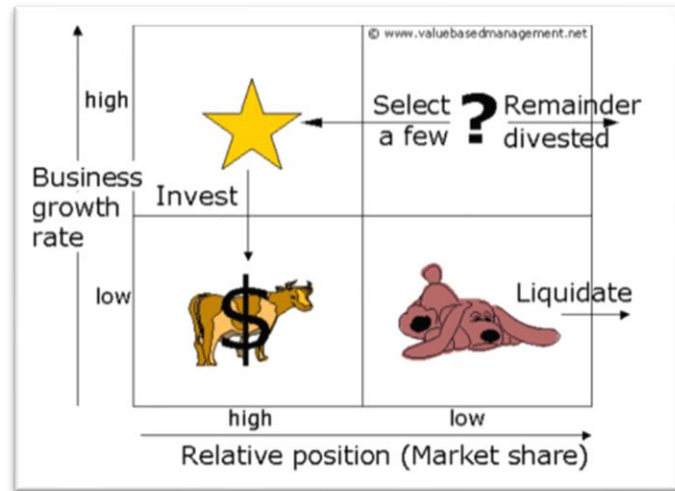 © www.valuebasedmanagement.net
high
Select
a few
?
Remainder
divested
Business
growth
rate
Invest
low
$
Liquidate
high
low
Relative position (Market share)